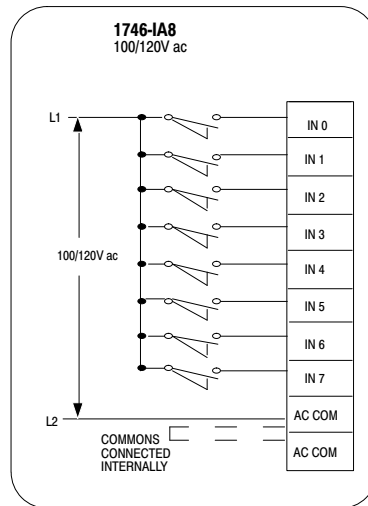 1746-IA8
100/120V ac
L1
IN 0
IN 1
IN 2
IN 3
100/120V ac
IN 4
IN 5
IN 6
IN 7
L2
AC COM
COMMONS
CONNECTED
INTERNALLY
AC COM